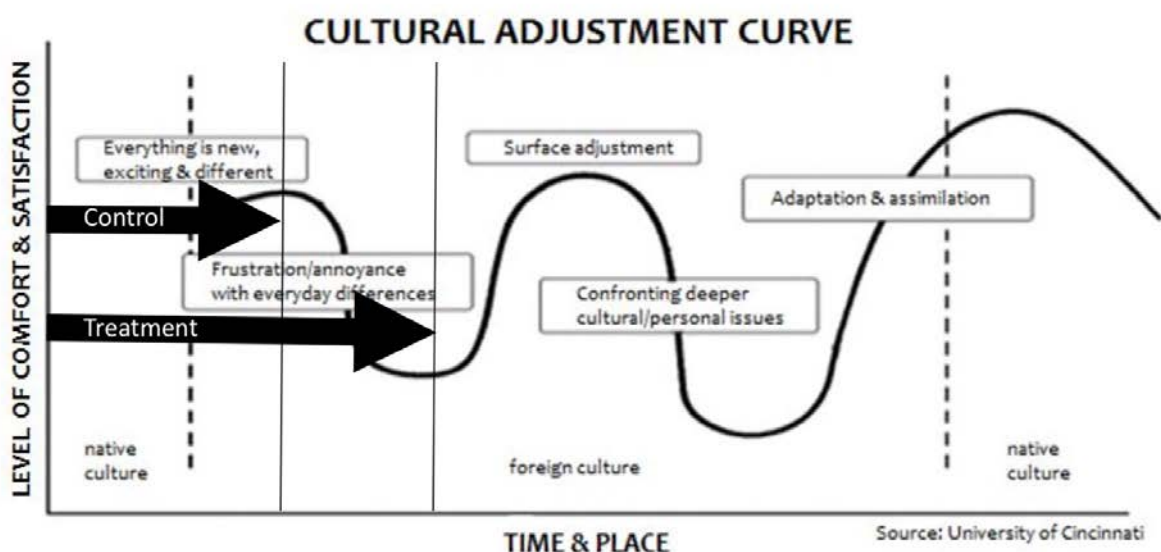 CULTURAL ADJUSTMENT CURVE
LEVEL OF COMFORT & SATISFACTION
Everything is new,
exciting & different
Surface adjustment
Control
Adaptation & assimilation
Frustration/annoyance
with everyday differences
Confronting deeper
cultural/personal issues
Treatment
native
culture
foreign culture
native
culture
TIME & PLACE
Source: University of Cincinnati